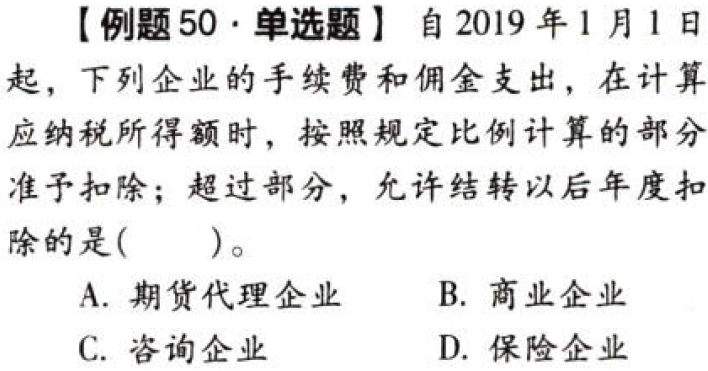 【例题50·单选题】 自2019年1月1日
起，下列企业的手续费和佣金支出，在计算
应纳税所得额时，按照规定比例计算的部分
准予扣除；超过部分，允许结转以后年度扣
除的是(　　)。
A. 期货代理企业　　B. 商业企业
C. 咨询企业　　D. 保险企业